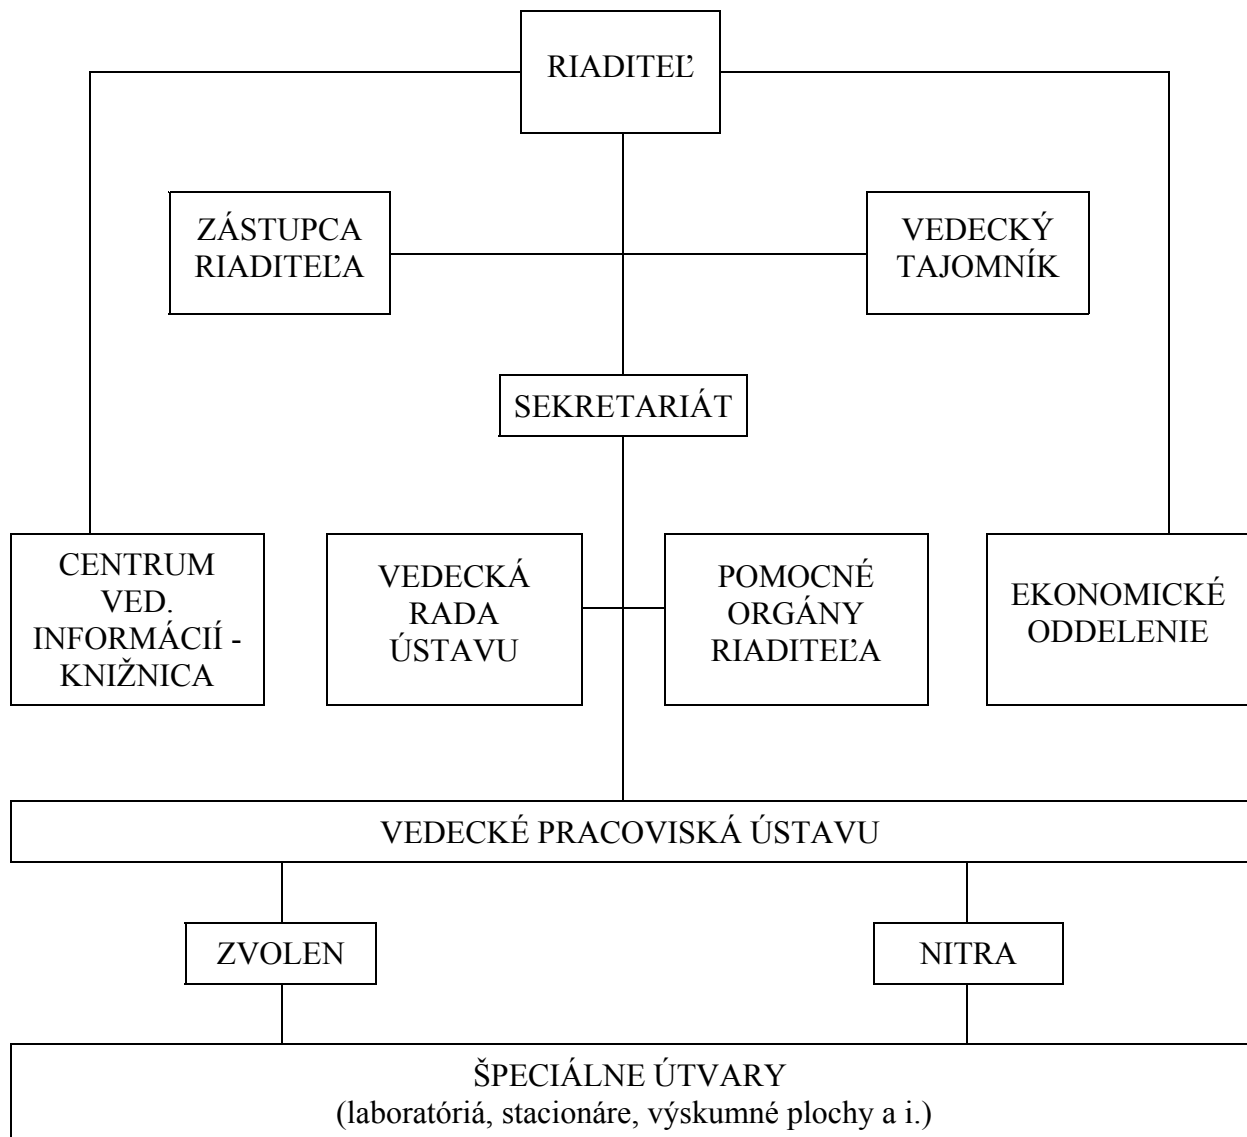 RIADITEĽ
ZÁSTUPCA
RIADITEĽA
VEDECKÝ
TAJOMNÍK
SEKRETARIÁT
CENTRUM
VED.
INFORMÁCIÍ -
KNIŽNICA
VEDECKÁ
RADA
ÚSTAVU
POMOCNÉ
ORGÁNY
RIADITEĽA
EKONOMICKÉ
ODDELENIE
VEDECKÉ PRACOVISKÁ ÚSTAVU
ZVOLEN
NITRA
ŠPECIÁLNE ÚTVARY
(laboratóriá, stacionáre, výskumné plochy a i.)